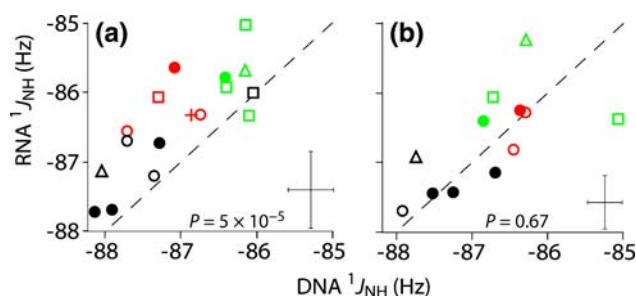 (a)
(b)
RNA ¹J_NH (Hz)
-85
-86
-87
-88
P = 5 × 10⁻⁵
P = 0.67
-88 -87 -86 -85
-88 -87 -86 -85
DNA ¹J_NH (Hz)